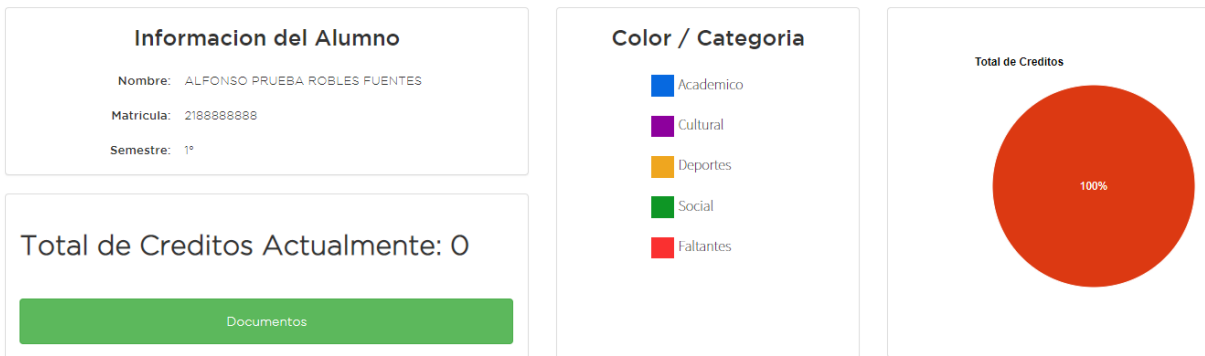 Informacion del Alumno
Nombre: ALFONSO PRUEBA ROBLES FUENTES
Matricula: 2188888888
Semestre: 1°
Total de Creditos Actualmente: 0
Documentos
Color / Categoria
Academico
Cultural
Deportes
Social
Faltantes
Total de Creditos
100%